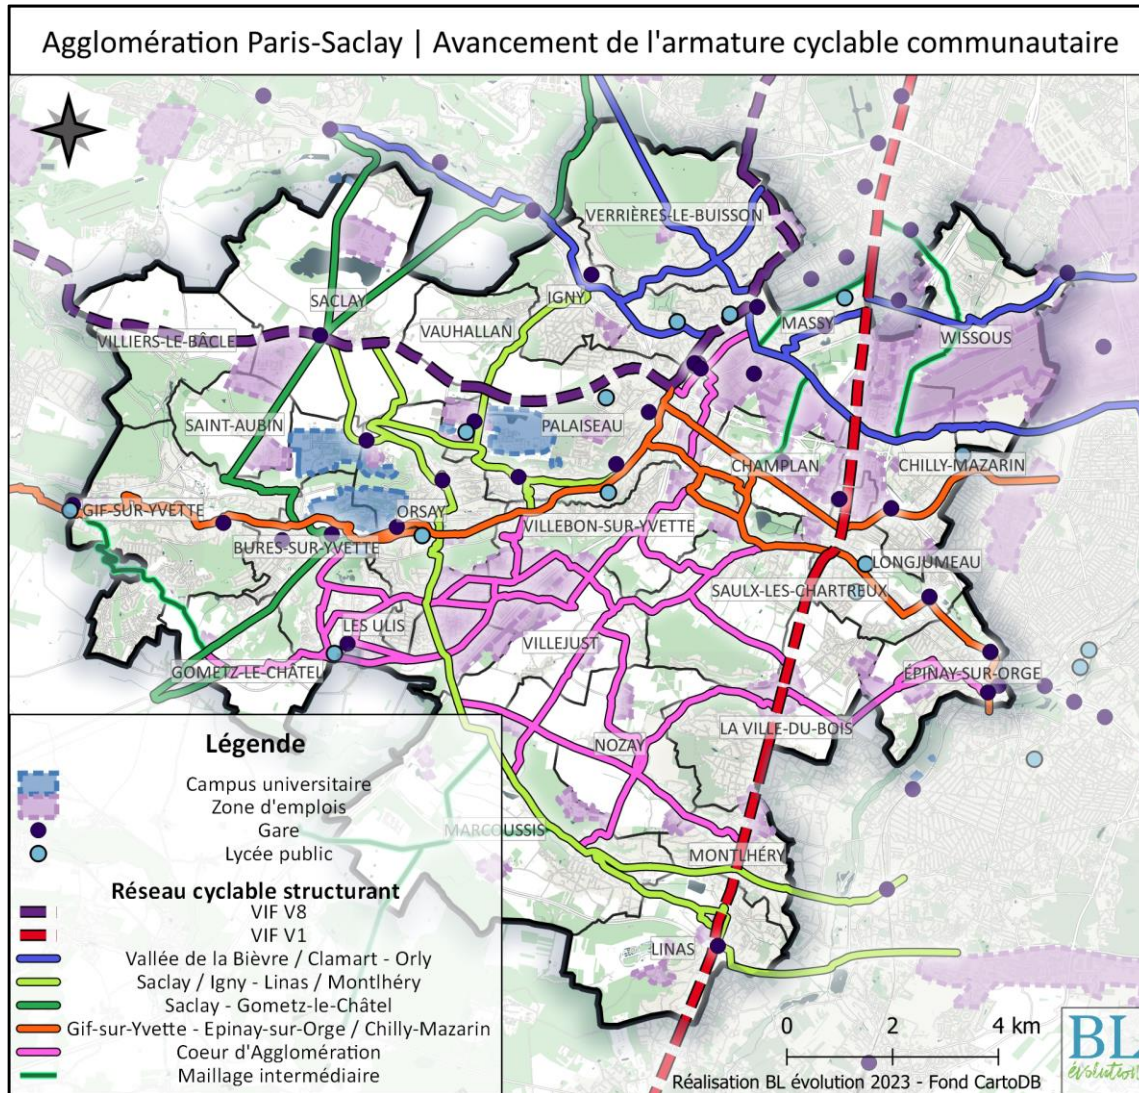 Agglomération Paris-Saclay | Avancement de l'armature cyclable communautaire
VERRIÈRES-LE-BUISSON
IGNY
SACLAY
VAUHALLAN
MASSY
WISSOUS
VILLIERS-LE-BÂCLE
SAINT-AUBIN
PALAISEAU
CHAMPLAN
CHILLY-MAZARIN
GIF-SUR-YVETTE
ORSAY
VILLEBON-SUR-YVETTE
BURES-SUR-YVETTE
LONGJUMEAU
SAULX-LES-CHARTREUX
LES ULIS
VILLEJUST
GOMETZ-LE-CHÂTEL
ÉPINAY-SUR-ORGE
LA VILLE-DU-BOIS
NOZAY
MARCOUSSIS
MONTLHÉRY
LINAS
Légende
Campus universitaire
Zone d'emplois
Gare
Lycée public
Réseau cyclable structurant
VIF V8
VIF V1
Vallée de la Bièvre / Clamart - Orly
Saclay / Igny - Linas / Montlhéry
Saclay - Gometz-le-Châtel
Gif-sur-Yvette - Epinay-sur-Orge / Chilly-Mazarin
Coeur d'Agglomération
Maillage intermédiaire
0 2 4 km
Réalisation BL évolution 2023 - Fond CartoDB
BL
évolution